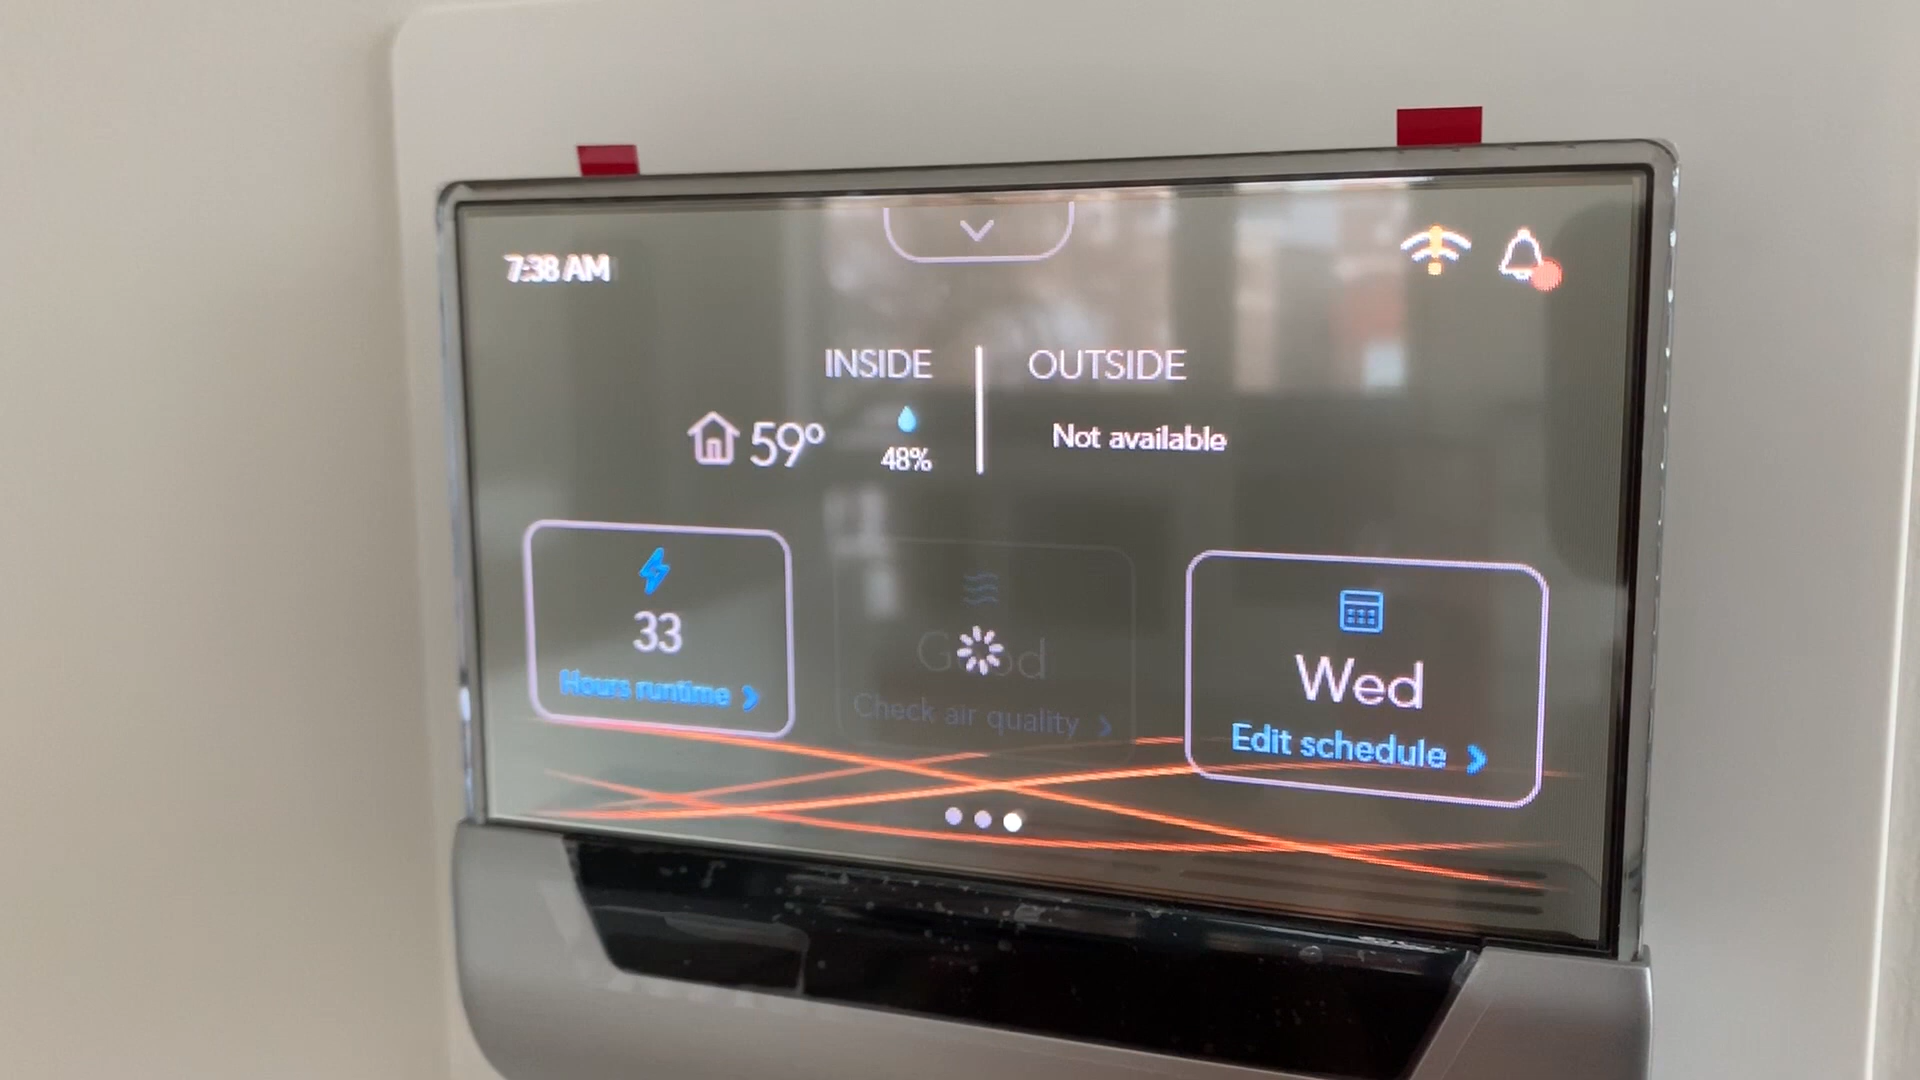 7:38 AM
INSIDE
OUTSIDE
59°
48%
Not available
33
Hours runtime
Good
Check air quality
Wed
Edit schedule